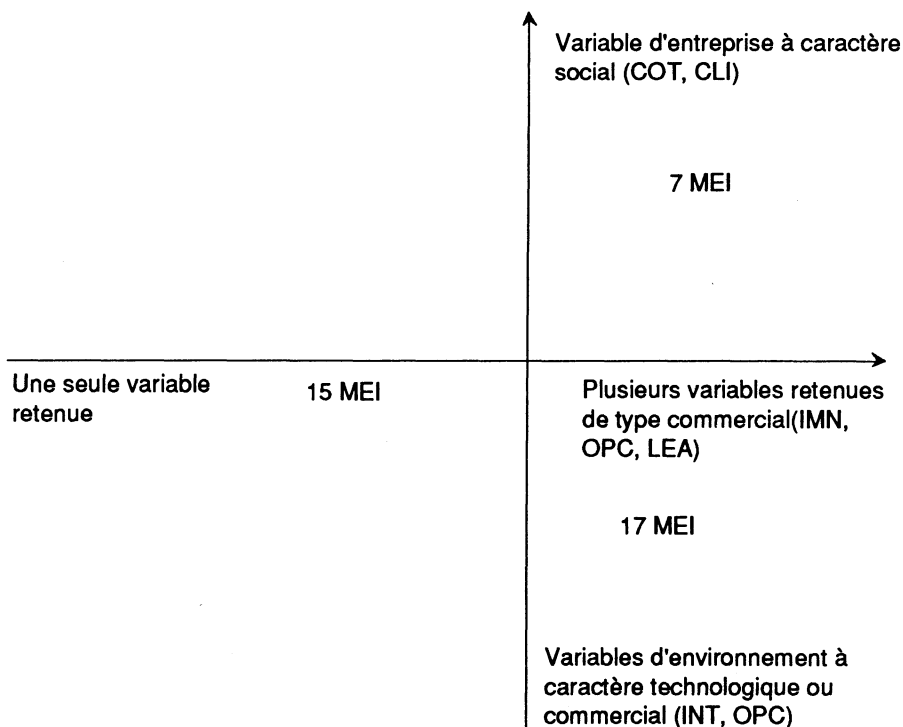 Variable d'entreprise à caractère
social (COT, CLI)
7 MEI
Une seule variable
retenue
15 MEI
Plusieurs variables retenues
de type commercial(IMN,
OPC, LEA)
17 MEI
Variables d'environnement à
caractère technologique ou
commercial (INT, OPC)